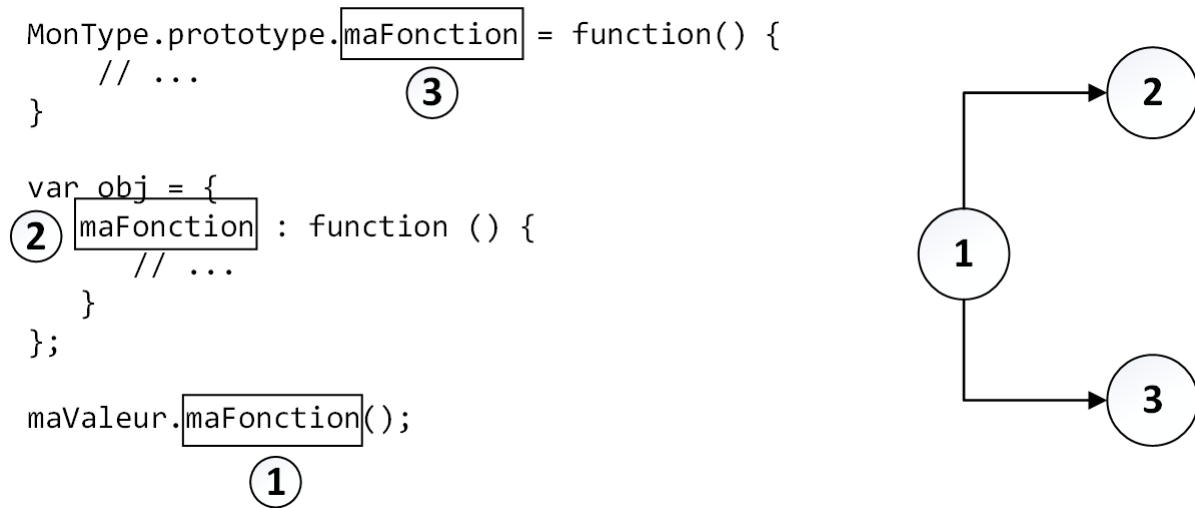 MonType.prototype.maFonction = function() {
// ...
3
}
var obj = {
2 maFonction : function () {
// ...
}
};
maValeur.maFonction();
1
2
1
3